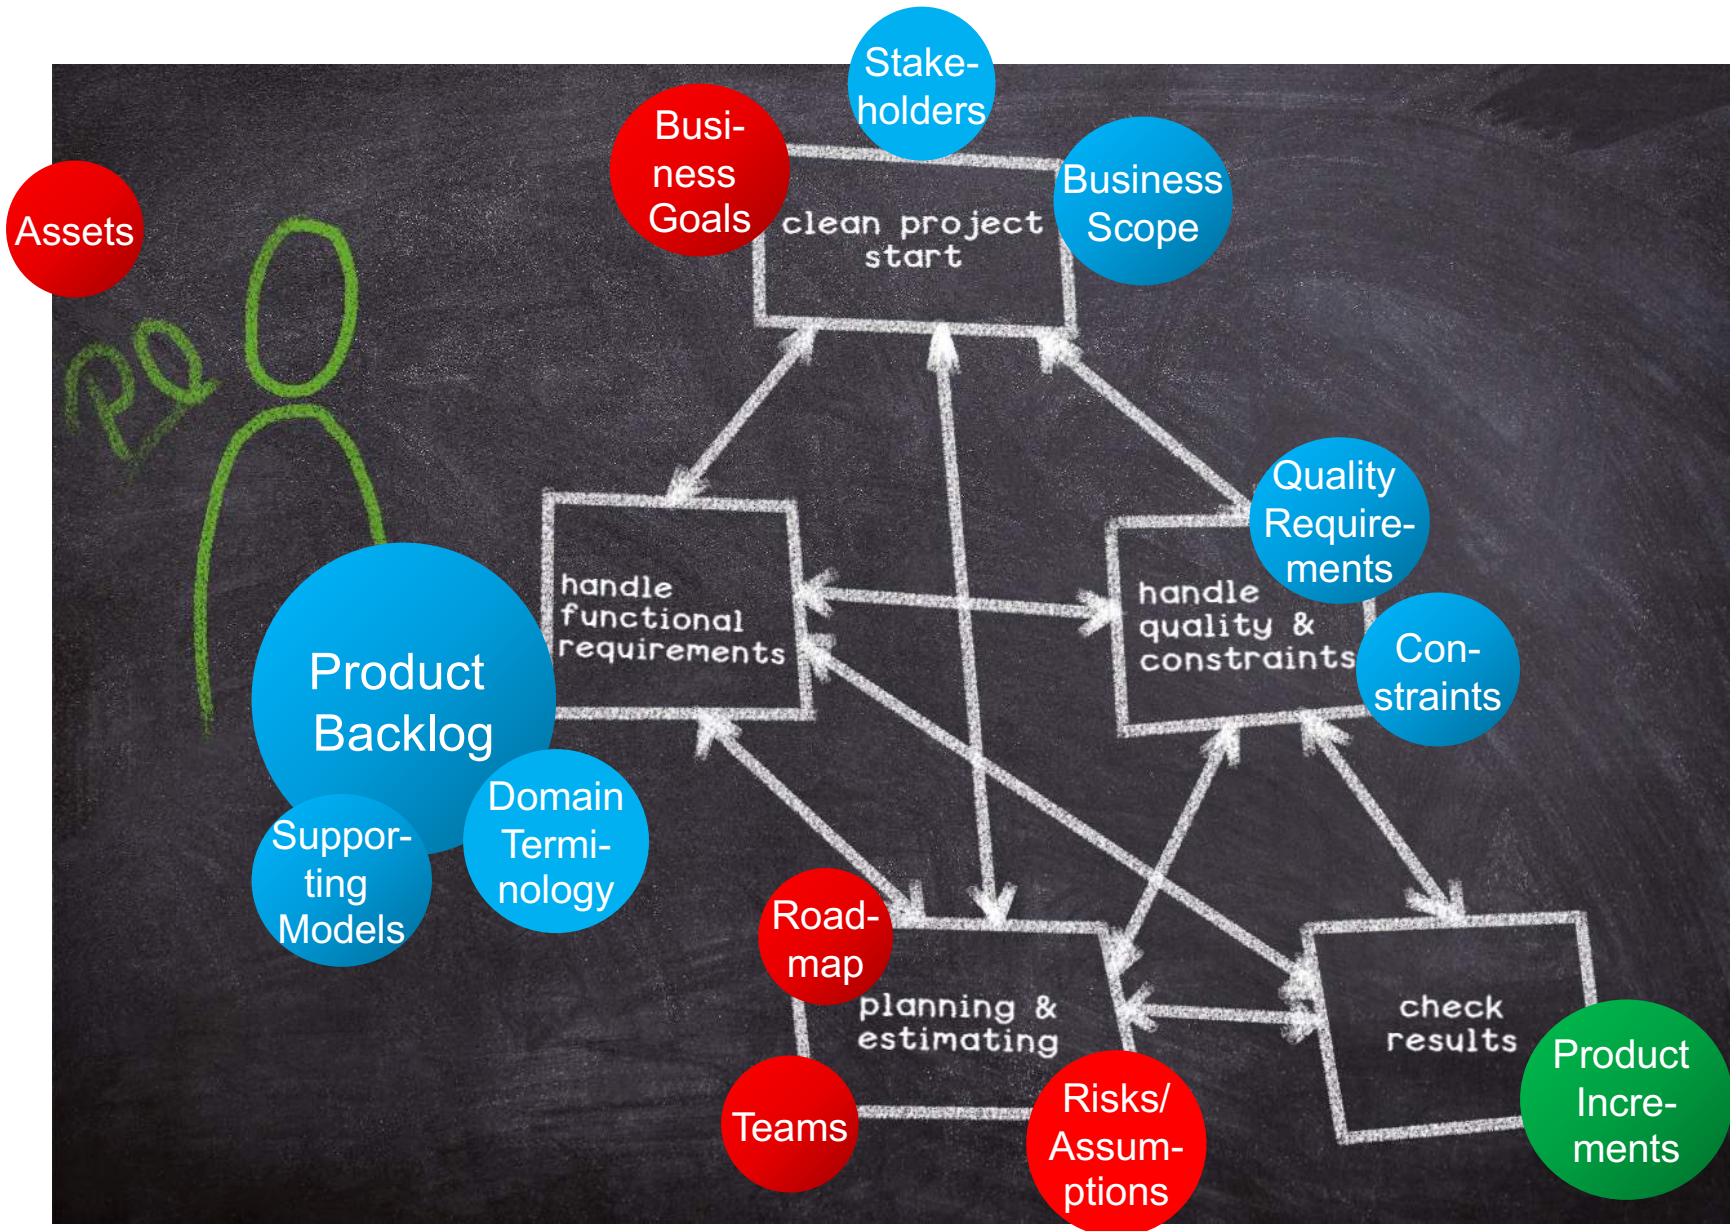 Stake-
holders
Busi-
ness
Goals
Business
Scope
Assets
clean project
start
PO
Quality
Require-
ments
handle
functional
requirements
handle
quality &
constraints
Con-
straints
Product
Backlog
Domain
Termi-
nology
Suppor-
ting
Models
Road-
map
planning &
estimating
check
results
Product
Incre-
ments
Teams
Risks/
Assum-
ptions